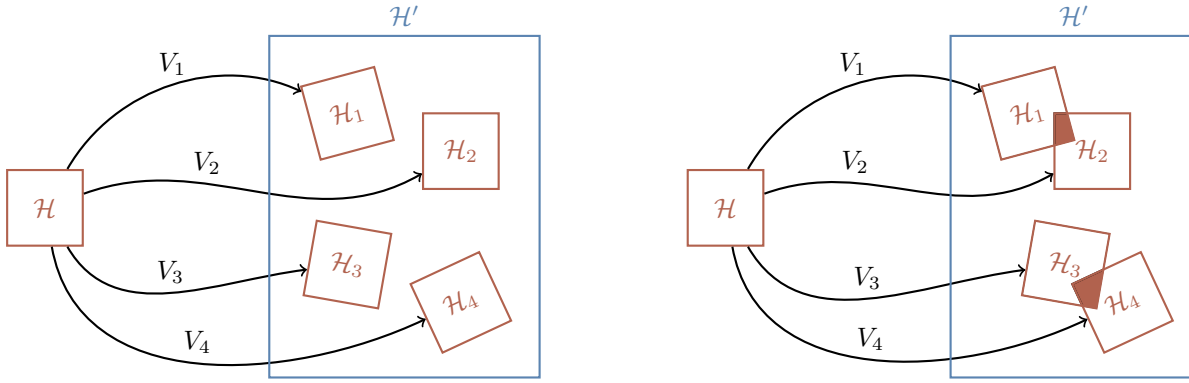 ℋ′
V₁
ℋ₁
V₂
ℋ₂
ℋ
V₃
ℋ₃
V₄
ℋ₄
ℋ′
V₁
ℋ₁
V₂
ℋ₂
ℋ
V₃
ℋ₃
V₄
ℋ₄